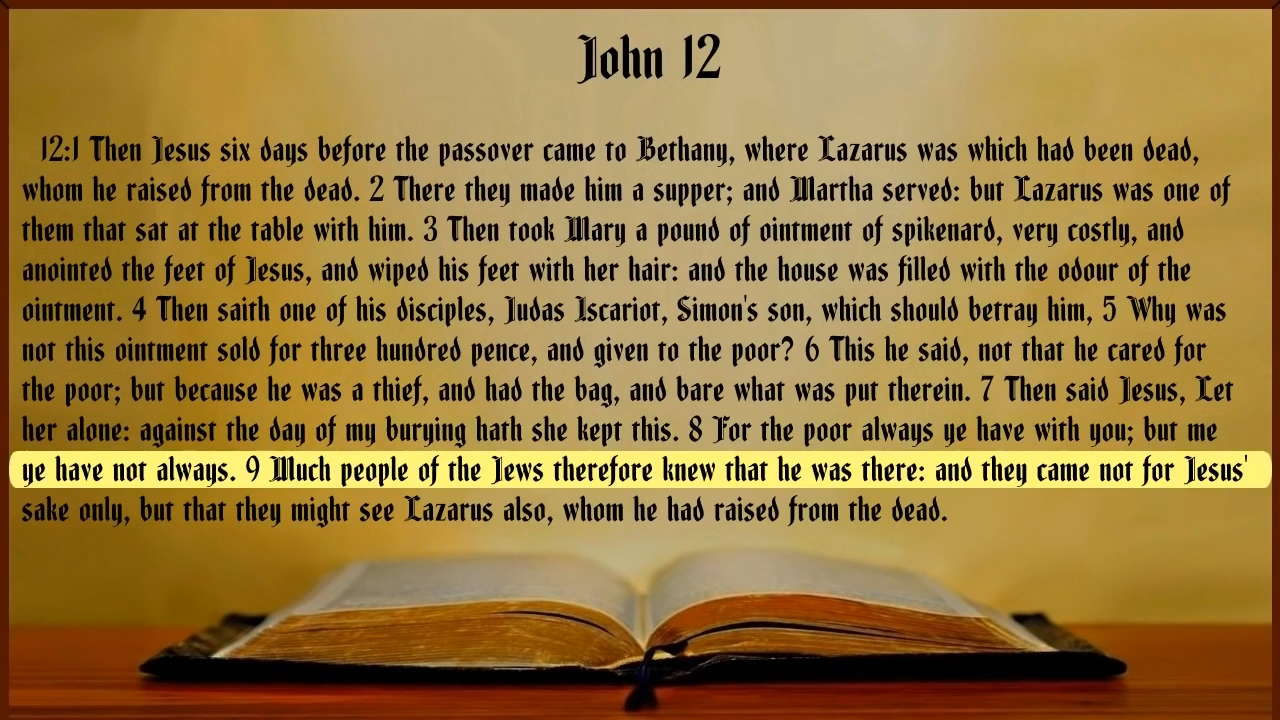 John 12
12:1 Then Jesus six days before the passover came to Bethany, where Lazarus was which had been dead,
whom he raised from the dead. 2 There they made him a supper; and Martha served: but Lazarus was one of
them that sat at the table with him. 3 Then took Mary a pound of ointment of spikenard, very costly, and
anointed the feet of Jesus, and wiped his feet with her hair: and the house was filled with the odour of the
ointment. 4 Then saith one of his disciples, Judas Iscariot, Simon's son, which should betray him, 5 Why was
not this ointment sold for three hundred pence, and given to the poor? 6 This he said, not that he cared for
the poor; but because he was a thief, and had the bag, and bare what was put therein. 7 Then said Jesus, Let
her alone: against the day of my burying hath she kept this. 8 For the poor always ye have with you; but me
ye have not always. 9 Much people of the Jews therefore knew that he was there: and they came not for Jesus'
sake only, but that they might see Lazarus also, whom he had raised from the dead.